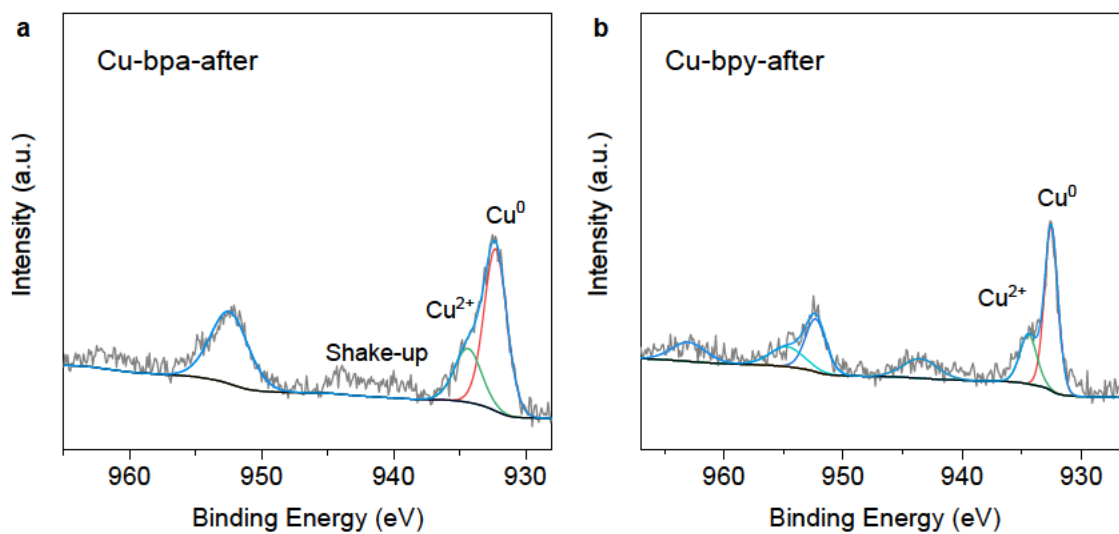 a
Cu-bpa-after
Intensity (a.u.)
Cu⁰
Cu²⁺
Shake-up
960
950
940
930
Binding Energy (eV)
b
Cu-bpy-after
Intensity (a.u.)
Cu⁰
Cu²⁺
960
950
940
930
Binding Energy (eV)